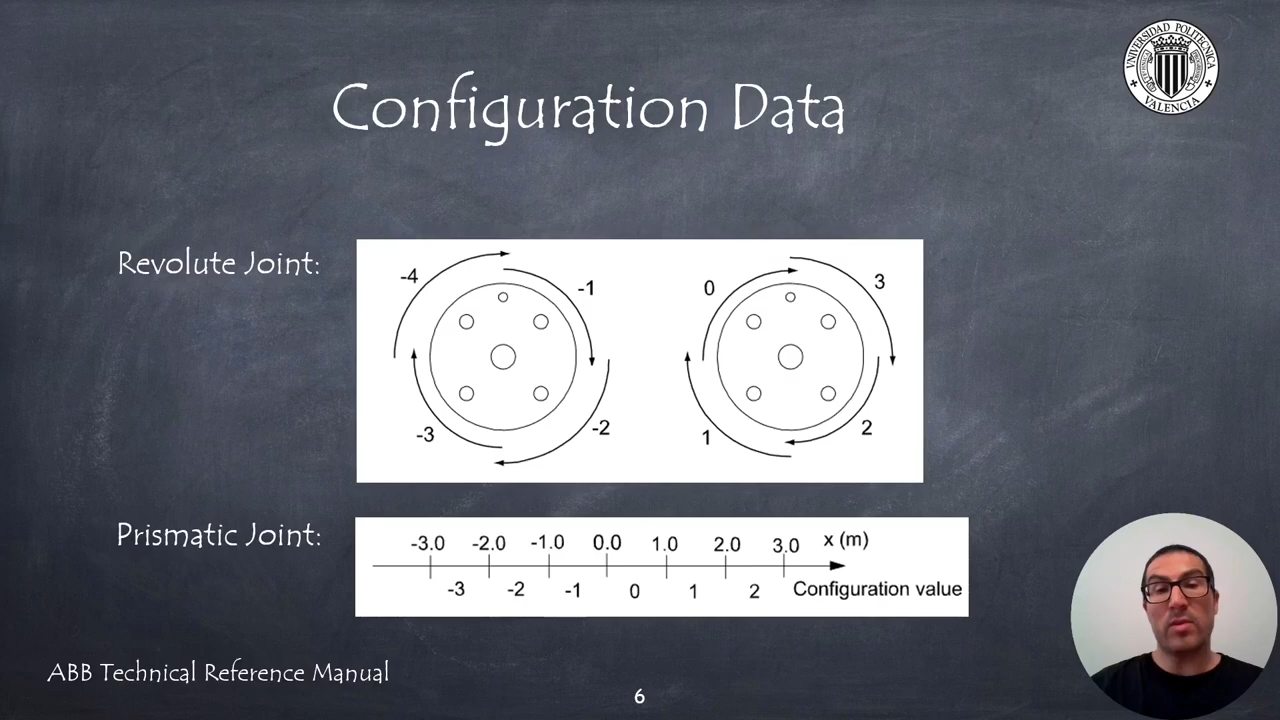 UNIVERSIDAD POLITECNICA
VALENCIA
Configuration Data
Revolute Joint:
-4 -1 0 3
-3 -2 1 2
Prismatic Joint:
-3.0 -2.0 -1.0 0.0 1.0 2.0 3.0 x (m)
-3 -2 -1 0 1 2 Configuration value
ABB Technical Reference Manual
6